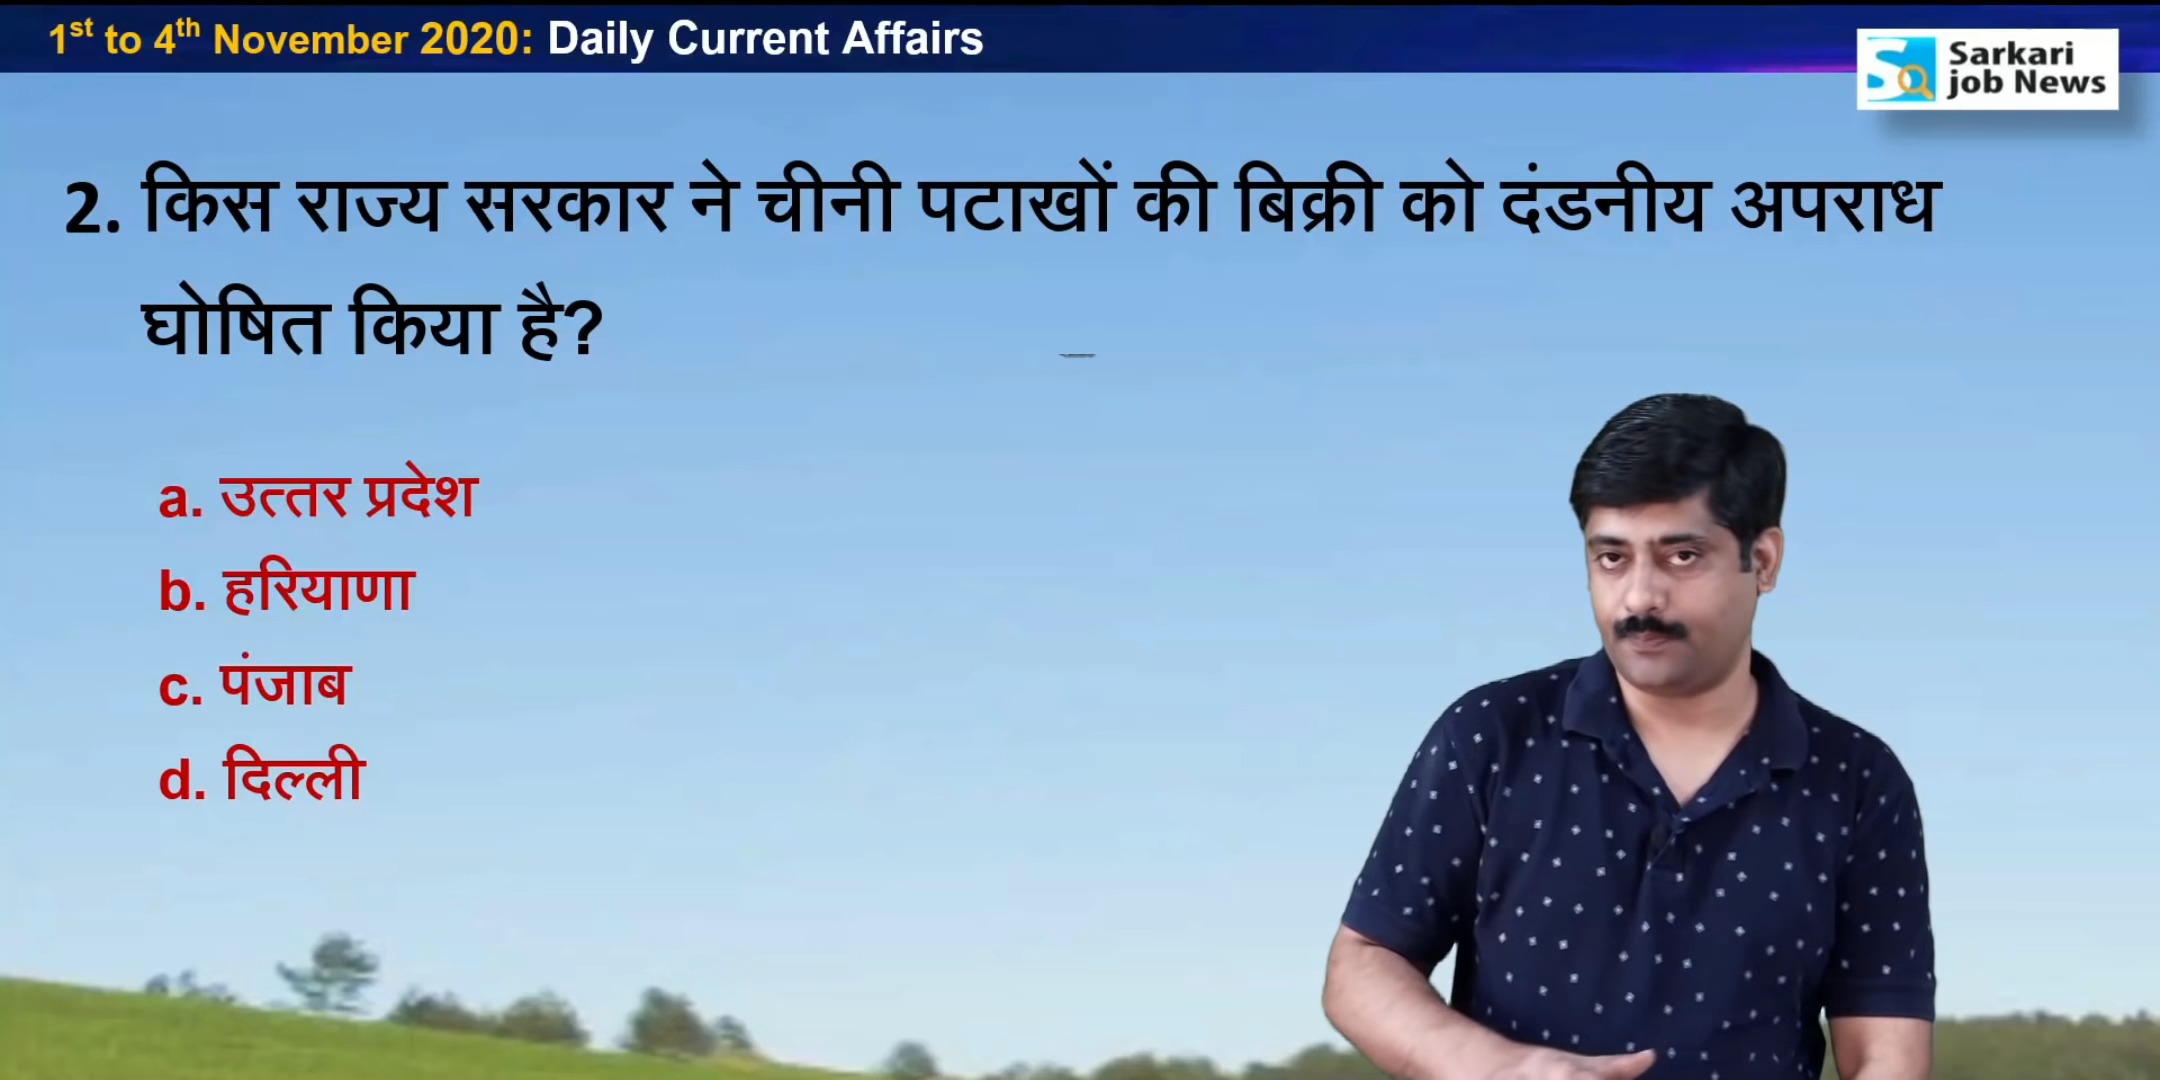 1st to 4th November 2020: Daily Current Affairs
Sarkari
job News
2. किस राज्य सरकार ने चीनी पटाखों की बिक्री को दंडनीय अपराध
घोषित किया है?
a. उत्तर प्रदेश
b. हरियाणा
c. पंजाब
d. दिल्ली